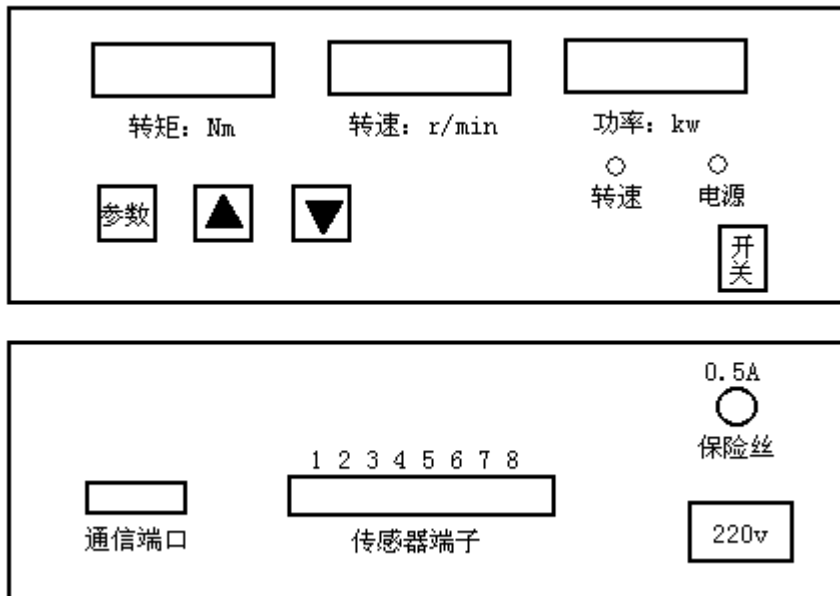 转矩：Nm 转速：r/min 功率：kw
转速 电源
参数
开关
0.5A
保险丝
1 2 3 4 5 6 7 8
通信端口 传感器端子 220v